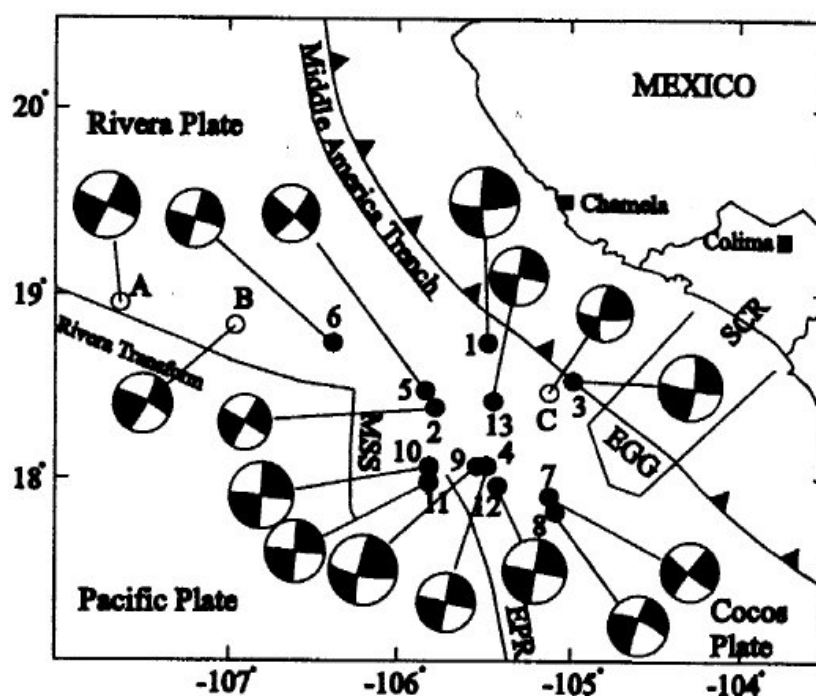 20°
19°
18°
-107°
-106°
-105°
-104°
MEXICO
Rivera Plate
Middle America Trench
Chamela
Colima
A
B
6
1
5
2
13
C
3
SCR
Rivera Transform
MSS
EGG
10
9
4
11
12
7
8
Pacific Plate
EPR
Cocos
Plate